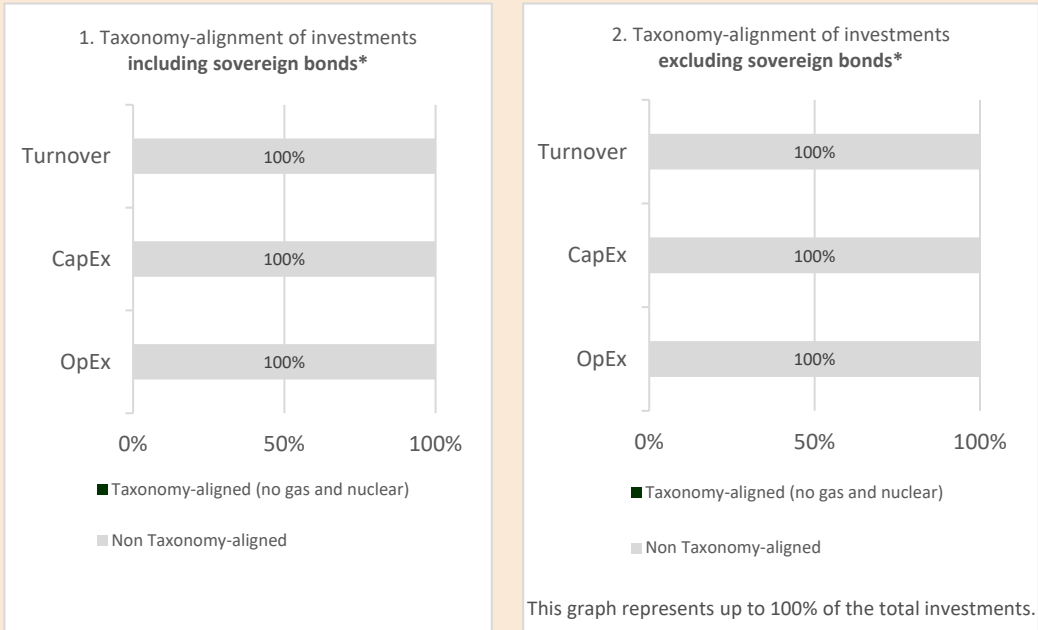 1. Taxonomy-alignment of investments
including sovereign bonds*
Turnover
100%
CapEx
100%
OpEx
100%
0%
50%
100%
Taxonomy-aligned (no gas and nuclear)
Non Taxonomy-aligned
2. Taxonomy-alignment of investments
excluding sovereign bonds*
Turnover
100%
CapEx
100%
OpEx
100%
0%
50%
100%
Taxonomy-aligned (no gas and nuclear)
Non Taxonomy-aligned
This graph represents up to 100% of the total investments.